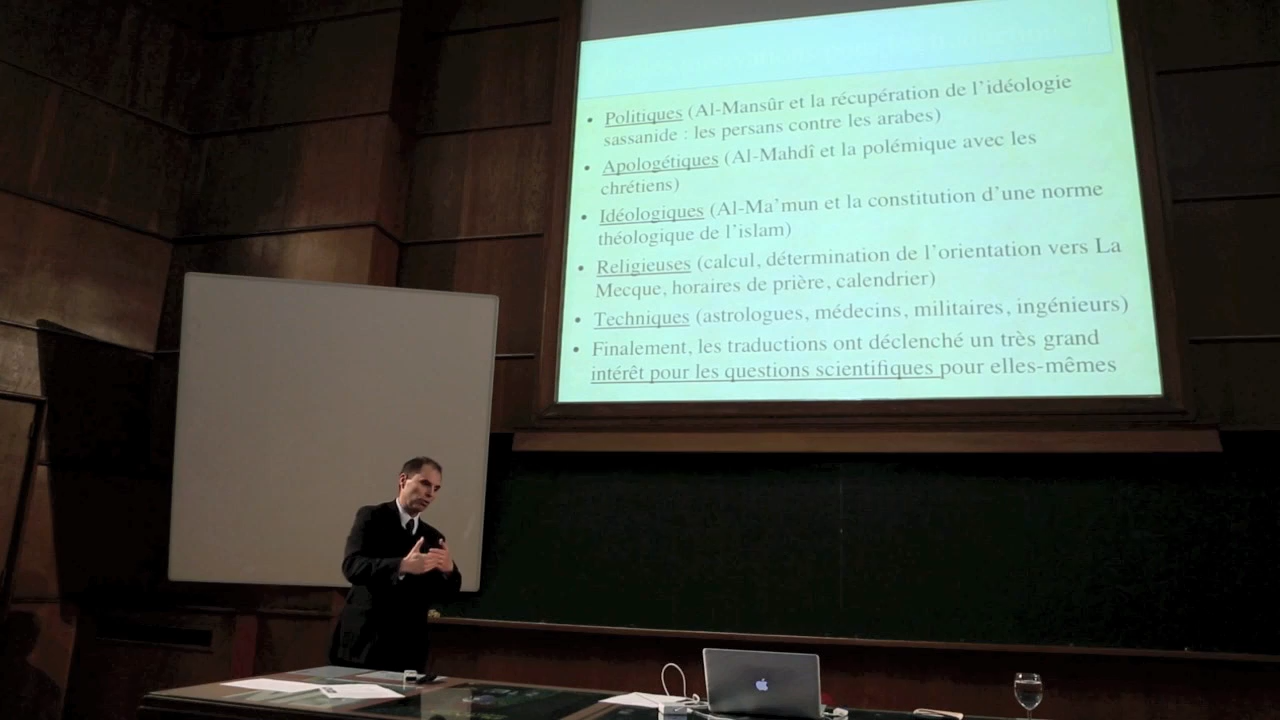 • Politiques (Al-Mansûr et la récupération de l'idéologie
sassanide : les persans contre les arabes)
• Apologétiques (Al-Mahdî et la polémique avec les
chrétiens)
• Idéologiques (Al-Ma'mun et la constitution d'une norme
théologique de l'islam)
• Religieuses (calcul, détermination de l'orientation vers La
Mecque, horaires de prière, calendrier)
• Techniques (astrologues, médecins, militaires, ingénieurs)
• Finalement, les traductions ont déclenché un très grand
intérêt pour les questions scientifiques pour elles-mêmes